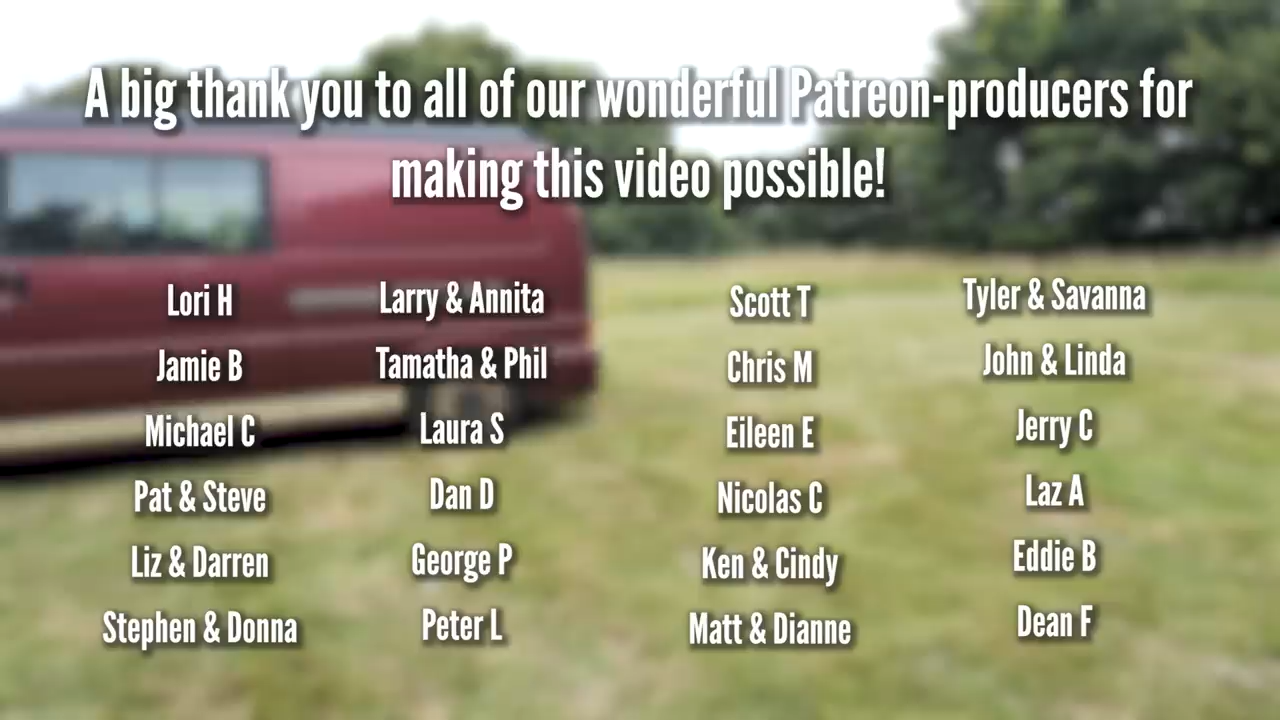 A big thank you to all of our wonderful Patreon-producers for
making this video possible!
Lori H
Jamie B
Michael C
Pat & Steve
Liz & Darren
Stephen & Donna
Larry & Annita
Tamatha & Phil
Laura S
Dan D
George P
Peter L
Scott T
Chris M
Eileen E
Nicolas C
Ken & Cindy
Matt & Dianne
Tyler & Savanna
John & Linda
Jerry C
Laz A
Eddie B
Dean F